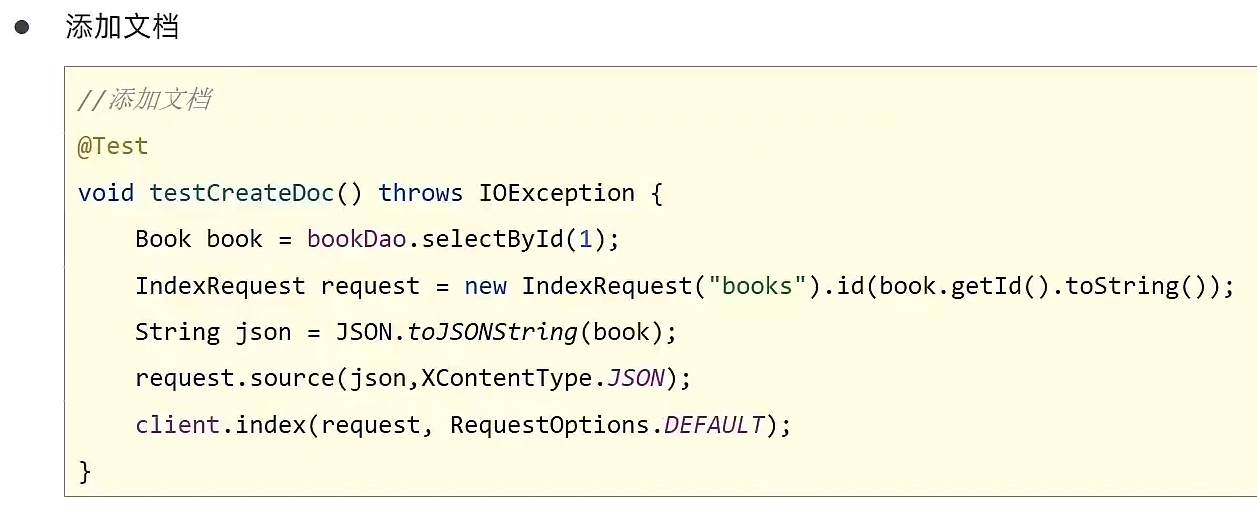 ● 添加文档
//添加文档
@Test
void testCreateDoc() throws IOException {
    Book book = bookDao.selectById(1);
    IndexRequest request = new IndexRequest("books").id(book.getId().toString());
    String json = JSON.toJSONString(book);
    request.source(json,XContentType.JSON);
    client.index(request, RequestOptions.DEFAULT);
}